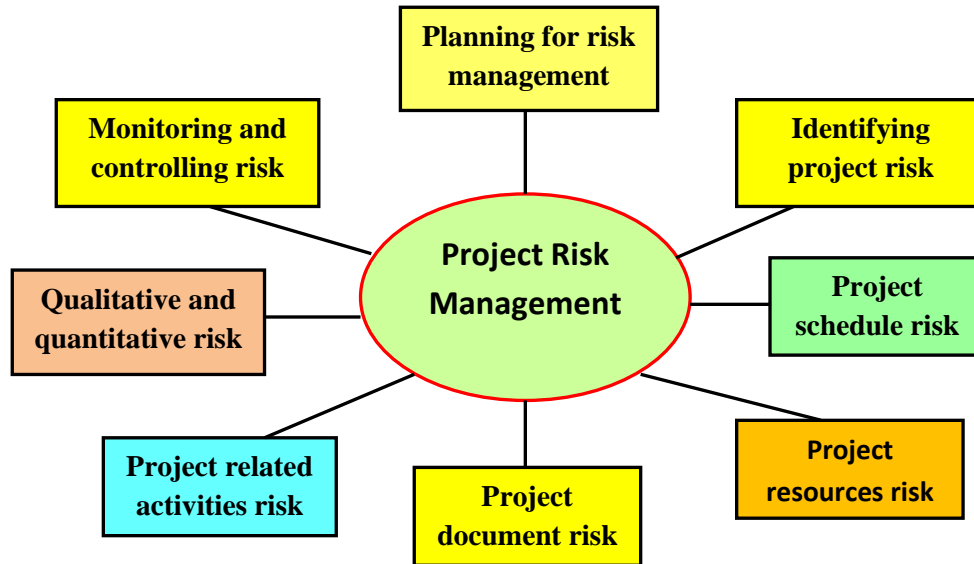 Planning for risk
management
Monitoring and
controlling risk
Identifying
project risk
Project Risk
Management
Qualitative and
quantitative risk
Project
schedule risk
Project related
activities risk
Project
document risk
Project
resources risk